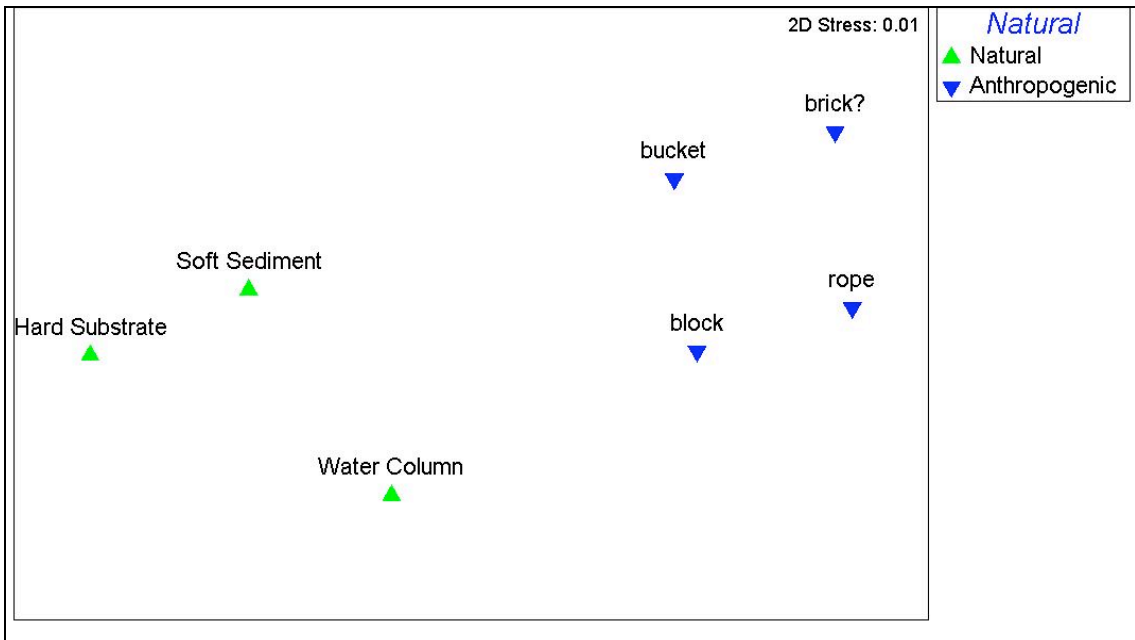 2D Stress: 0.01
Natural
Natural
Anthropogenic
brick?
bucket
Soft Sediment
rope
Hard Substrate
block
Water Column